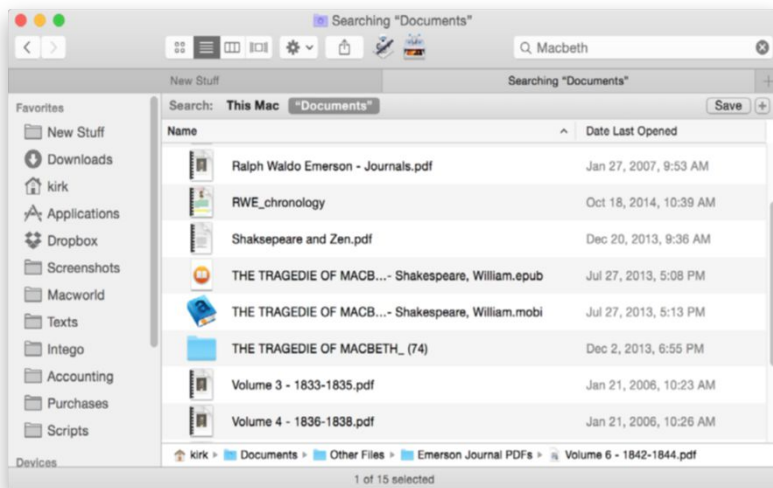 Searching "Documents"
Macbeth
New Stuff
Searching "Documents"
Favorites
New Stuff
Downloads
kirk
Applications
Dropbox
Screenshots
Macworld
Texts
Intego
Accounting
Purchases
Scripts
Devices
Search: This Mac "Documents" Save
Name Date Last Opened
Ralph Waldo Emerson - Journals.pdf Jan 27, 2007, 9:53 AM
RWE_chronology Oct 18, 2014, 10:39 AM
Shaksepeare and Zen.pdf Dec 20, 2013, 9:36 AM
THE TRAGEDIE OF MACB...- Shakespeare, William.epub Jul 27, 2013, 5:08 PM
THE TRAGEDIE OF MACB...- Shakespeare, William.mobi Jul 27, 2013, 5:13 PM
THE TRAGEDIE OF MACBETH_ (74) Dec 2, 2013, 6:55 PM
Volume 3 - 1833-1835.pdf Jan 21, 2006, 10:23 AM
Volume 4 - 1836-1838.pdf Jan 21, 2006, 10:26 AM
kirk ▸ Documents ▸ Other Files ▸ Emerson Journal PDFs ▸ Volume 6 - 1842-1844.pdf
1 of 15 selected